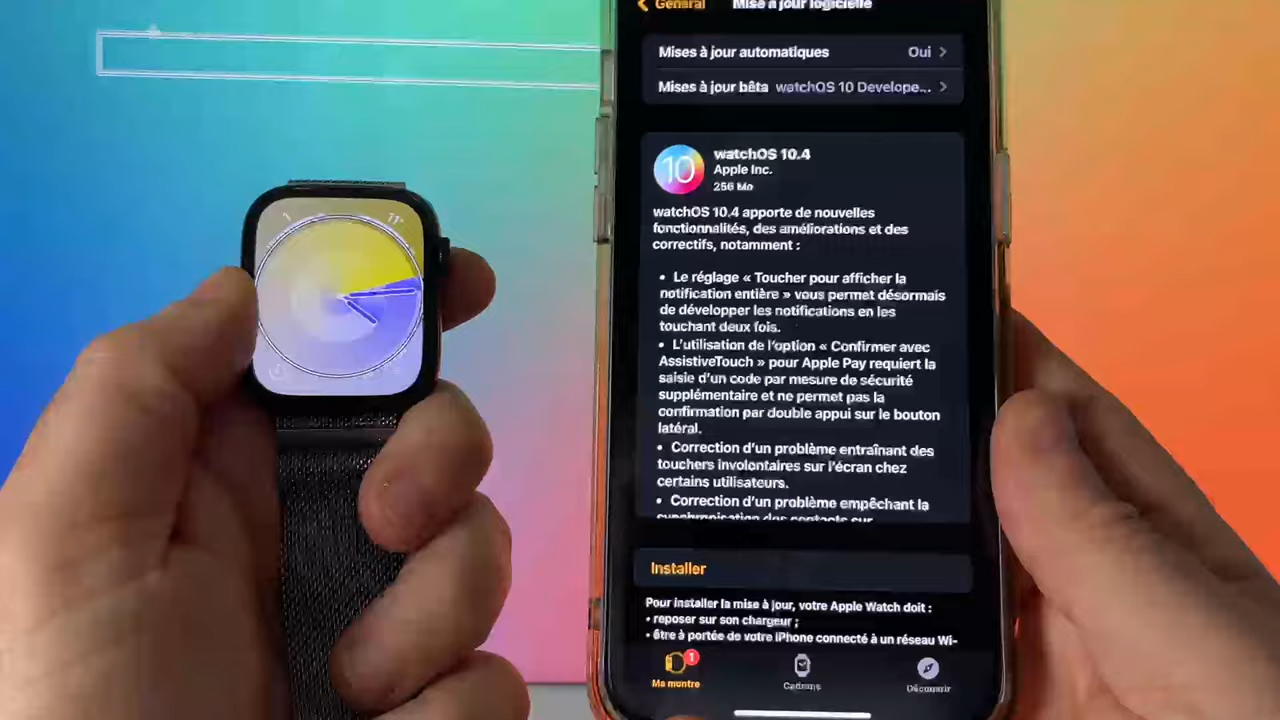 Général
Mise à jour logicielle
Mises à jour automatiques Oui
Mises à jour bêta watchOS 10 Develope...
10
watchOS 10.4
Apple Inc.
256 Mo
watchOS 10.4 apporte de nouvelles
fonctionnalités, des améliorations et des
correctifs, notamment :
• Le réglage « Toucher pour afficher la
notification entière » vous permet désormais
de développer les notifications en les
touchant deux fois.
• L'utilisation de l'option « Confirmer avec
AssistiveTouch » pour Apple Pay requiert la
saisie d'un code par mesure de sécurité
supplémentaire et ne permet pas la
confirmation par double appui sur le bouton
latéral.
• Correction d'un problème entraînant des
touchers involontaires sur l'écran chez
certains utilisateurs.
• Correction d'un problème empêchant la
synchronisation des contacts sur
Installer
Pour installer la mise à jour, votre Apple Watch doit :
• reposer sur son chargeur ;
• être à portée de votre iPhone connecté à un réseau Wi-
1
Ma montre
Cadrans
Découvrir